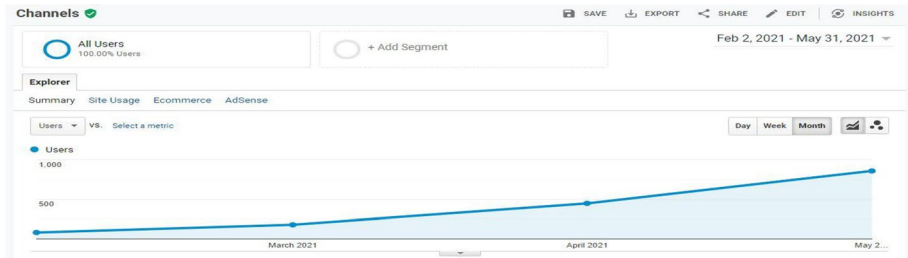 Channels
SAVE EXPORT SHARE EDIT INSIGHTS
All Users
100.00% Users
+ Add Segment
Feb 2, 2021 - May 31, 2021
Explorer
Summary Site Usage Ecommerce AdSense
Users VS. Select a metric
Day Week Month
Users
1,000
500
March 2021 April 2021 May 2...